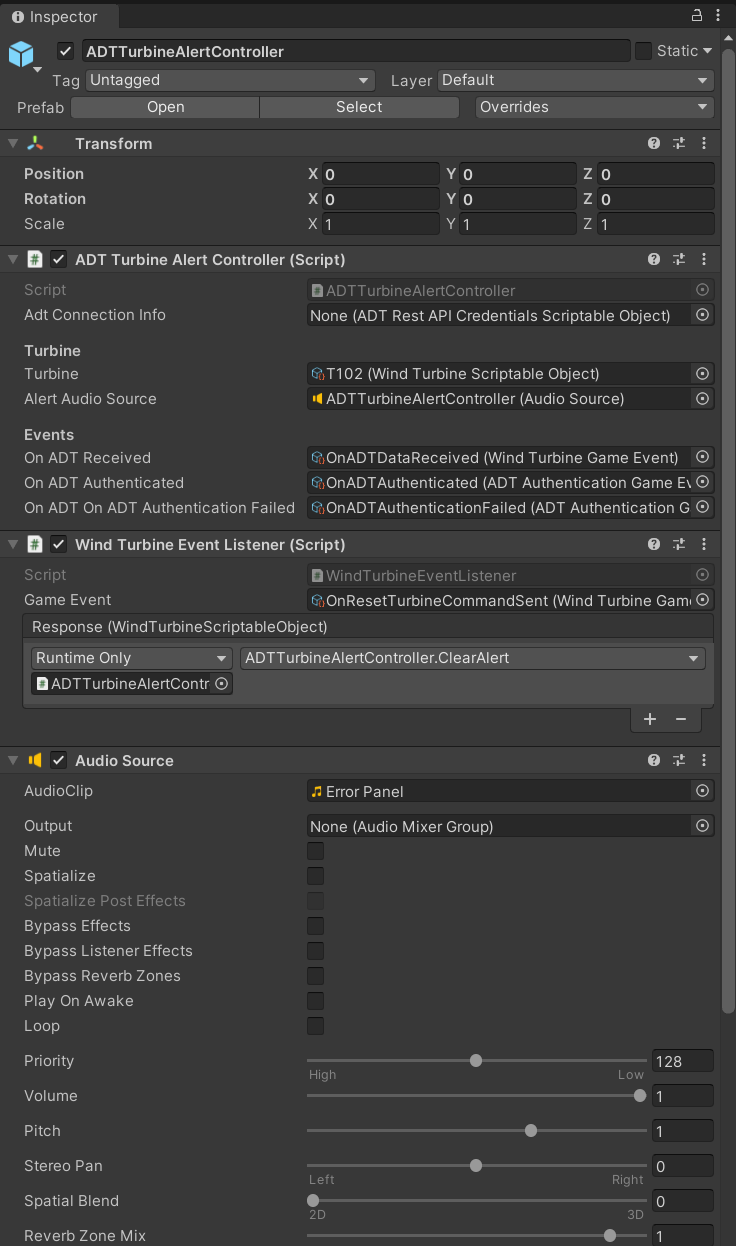 Inspector
ADTTurbineAlertController Static
Tag Untagged Layer Default
Prefab Open Select Overrides
Transform
Position X 0 Y 0 Z 0
Rotation X 0 Y 0 Z 0
Scale X 1 Y 1 Z 1
# ADT Turbine Alert Controller (Script)
Script # ADTTurbineAlertController
Adt Connection Info None (ADT Rest API Credentials Scriptable Object)
Turbine
Turbine T102 (Wind Turbine Scriptable Object)
Alert Audio Source ADTTurbineAlertController (Audio Source)
Events
On ADT Received OnADTDataReceived (Wind Turbine Game Event)
On ADT Authenticated OnADTAuthenticated (ADT Authentication Game Ev
On ADT On ADT Authentication Failed OnADTAuthenticationFailed (ADT Authentication G
# Wind Turbine Event Listener (Script)
Script # WindTurbineEventListener
Game Event OnResetTurbineCommandSent (Wind Turbine Gam
Response (WindTurbineScriptableObject)
Runtime Only ADTTurbineAlertController.ClearAlert
# ADTTurbineAlertContr
+ −
Audio Source
AudioClip Error Panel
Output None (Audio Mixer Group)
Mute
Spatialize
Spatialize Post Effects
Bypass Effects
Bypass Listener Effects
Bypass Reverb Zones
Play On Awake
Loop
Priority 128
High Low
Volume 1
Pitch 1
Stereo Pan 0
Left Right
Spatial Blend 0
2D 3D
Reverb Zone Mix 1